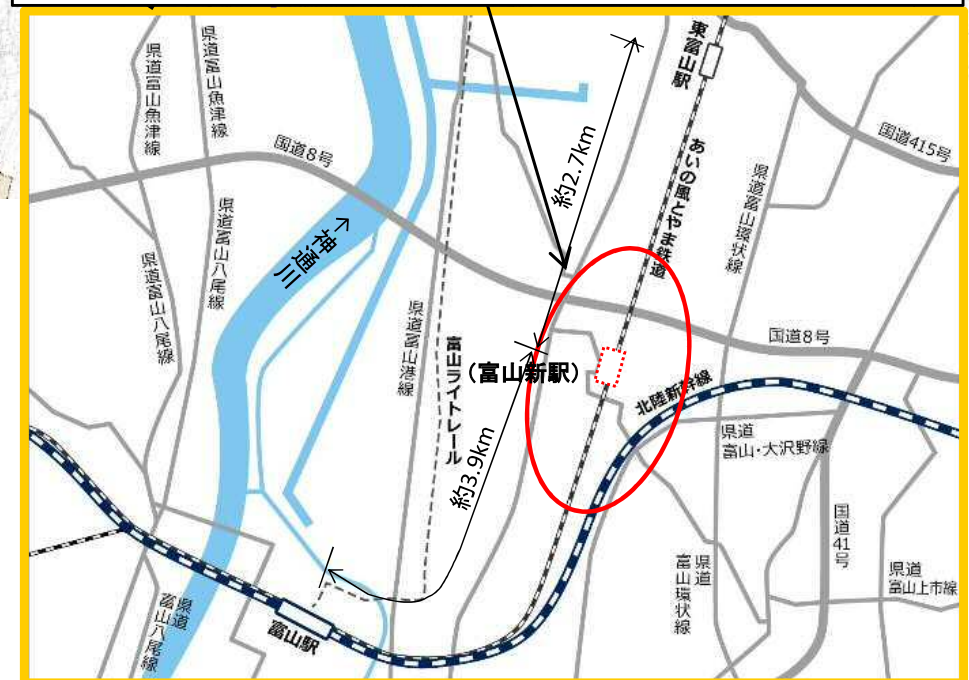 東富山駅
県道富山魚津線
県道富山魚津線
国道8号
約2.7km
あいの風とやま鉄道
国道415号
県道富山環状線
県道富山八尾線
県道富山八尾線
←神通川
県道富山港線
富山ライトレール
（富山新駅）
国道8号
北陸新幹線
県道
富山・大沢野線
約3.9km
国道41号
県道
富山環状線
県道
富山上市線
県道
富山八尾線
富山駅